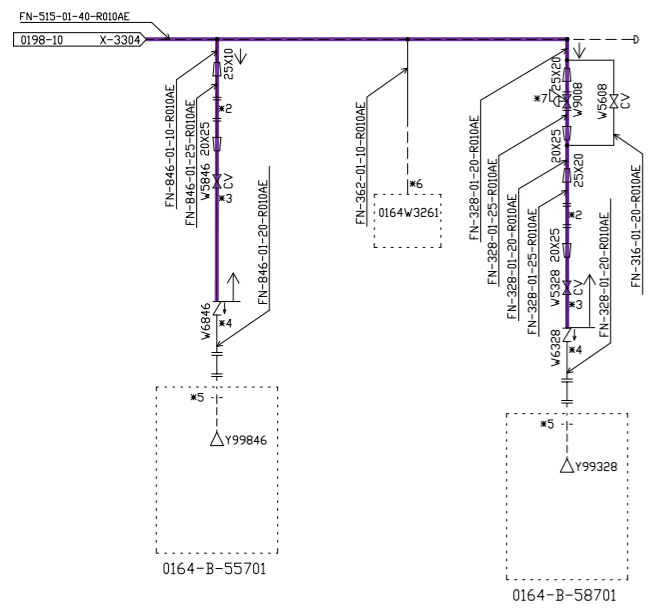 FN-515-01-40-R010AE
0198-10 X-3304
D
FN-846-01-10-R010AE
FN-846-01-25-R010AE
25X10
*2
W5846 20X25
CV
*3
FN-846-01-20-R010AE
W6846
*4
*5
Y99846
0164-B-55701
FN-362-01-10-R010AE
*6
0164W3261
FN-328-01-20-R010AE
FN-328-01-25-R010AE
FN-328-01-20-R010AE
FN-328-01-25-R010AE
25X20
*7
W9008
W5608
CV
20X25
25X20
*2
W5328 20X25
CV
*3
FN-328-01-20-R010AE
FN-316-01-20-R010AE
W6328
*4
*5
Y99328
0164-B-58701